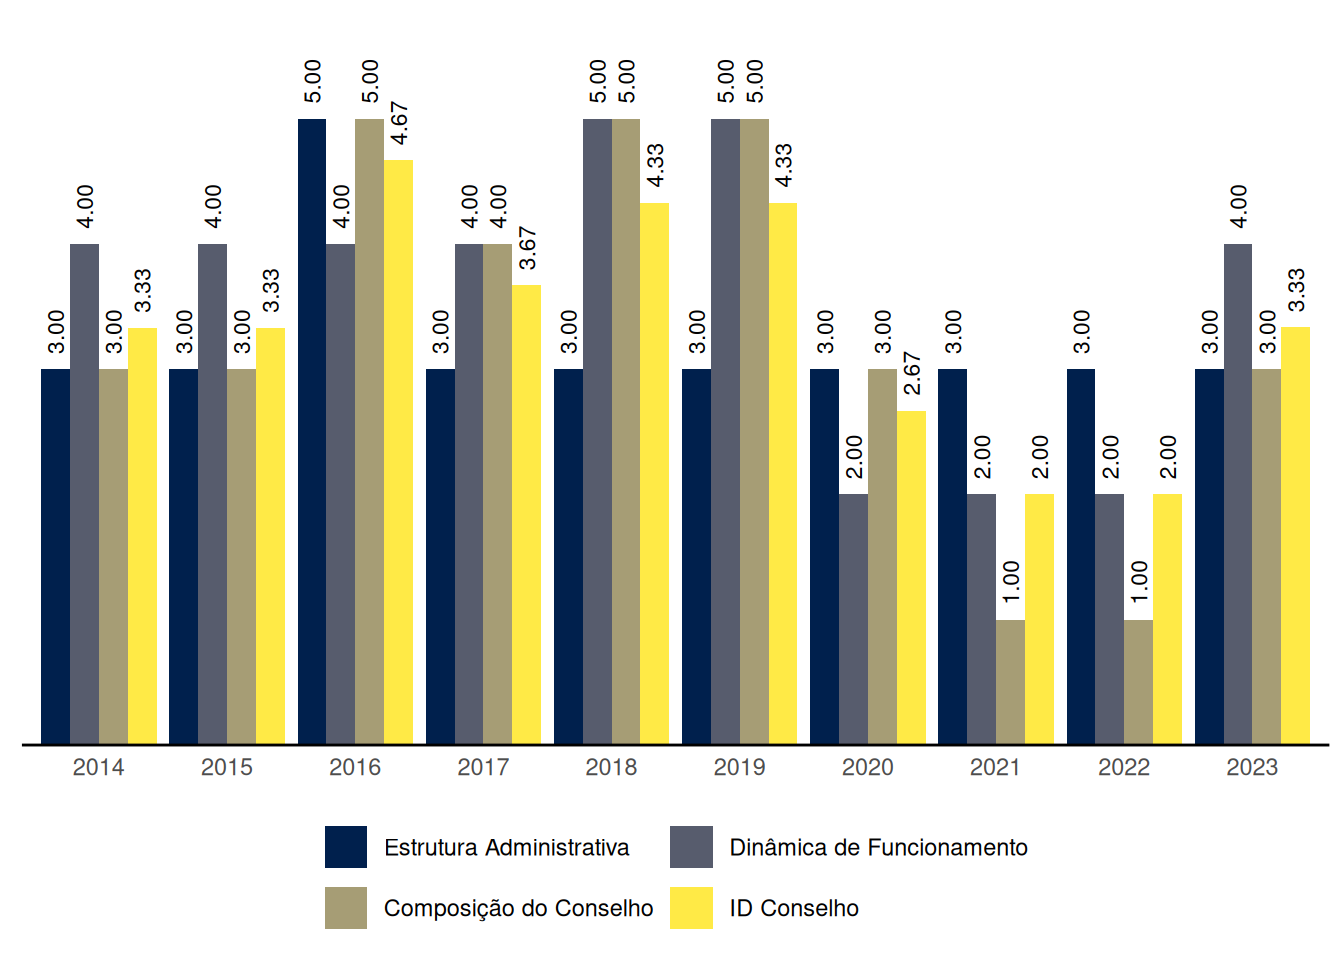 3.00 4.00 3.00 3.33
3.00 4.00 3.00 3.33
5.00 4.00 5.00 4.67
3.00 4.00 4.00 3.67
3.00 5.00 5.00 4.33
3.00 5.00 5.00 4.33
3.00 2.00 3.00 2.67
3.00 2.00 1.00 2.00
3.00 2.00 1.00 2.00
3.00 4.00 3.00 3.33
2014 2015 2016 2017 2018 2019 2020 2021 2022 2023
Estrutura Administrativa Dinâmica de Funcionamento
Composição do Conselho ID Conselho